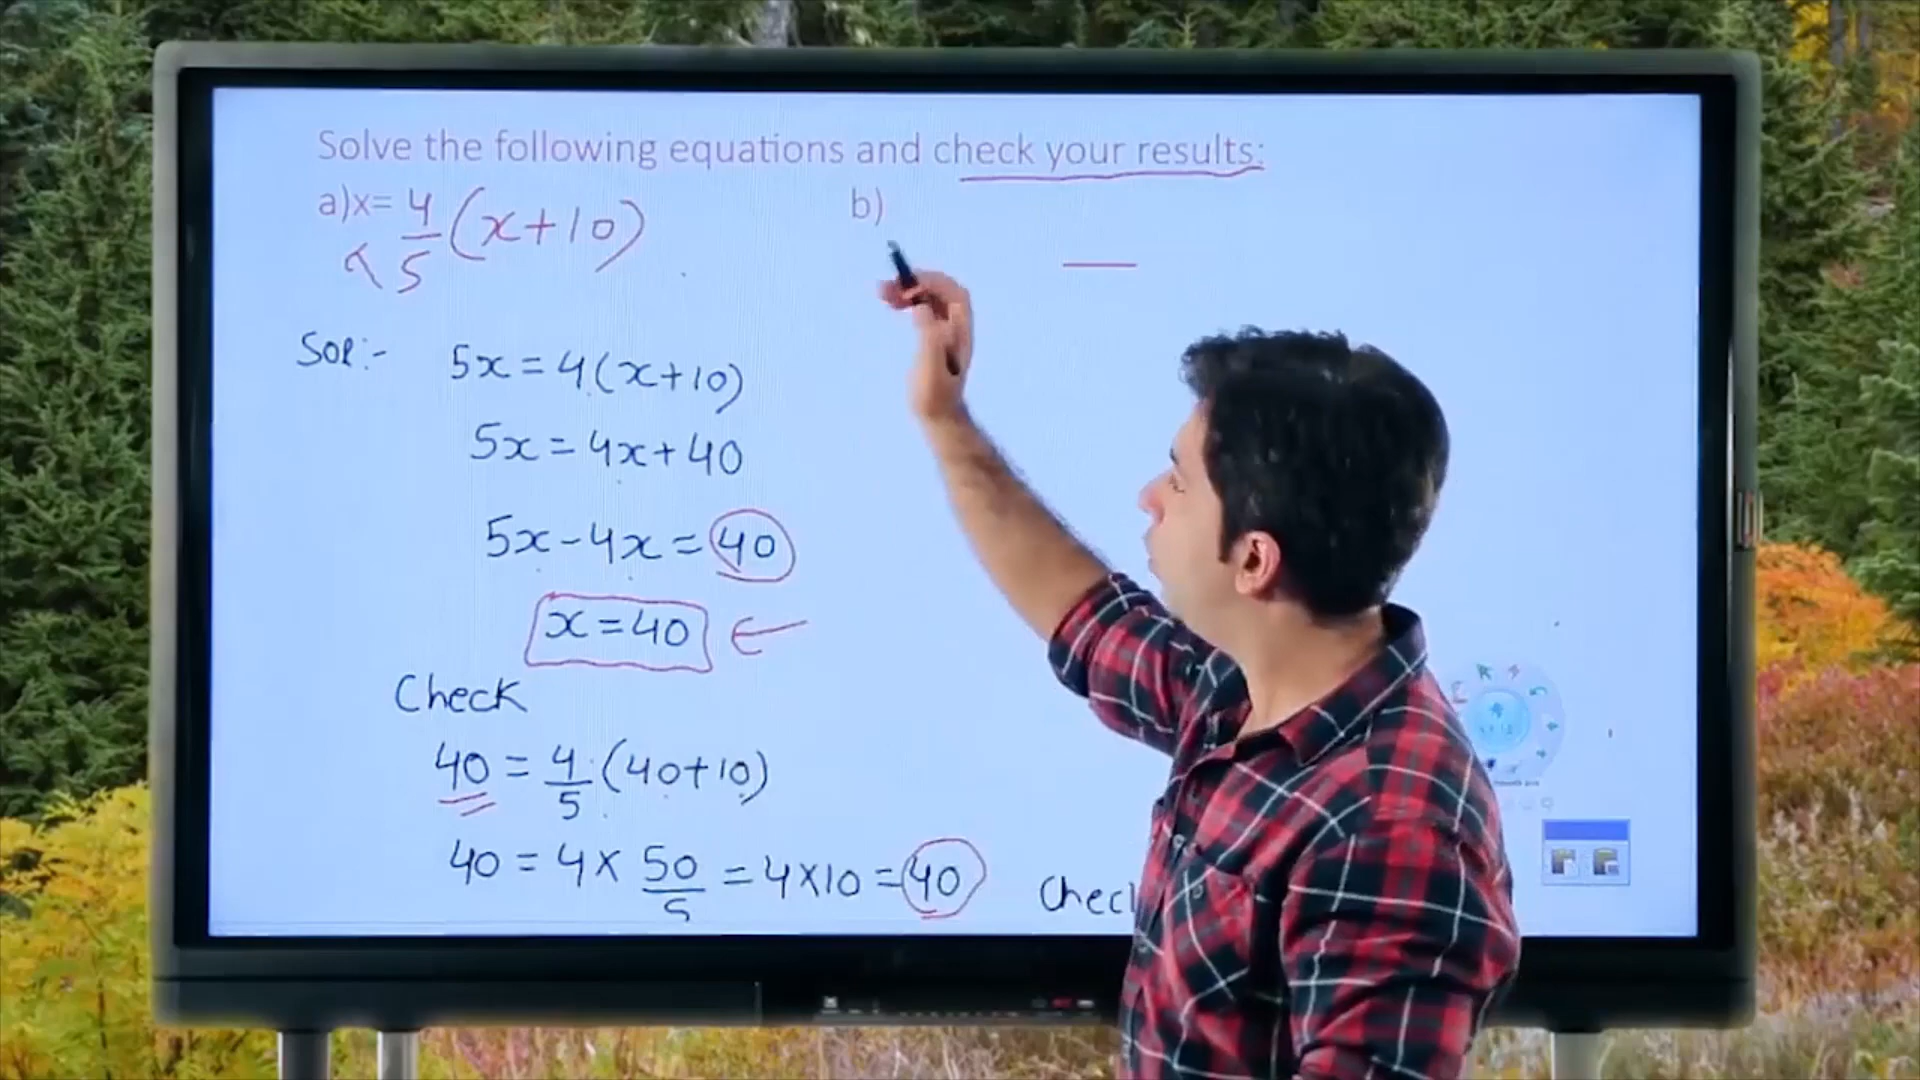 Solve the following equations and check your results:
a)x= 4/5 (x+10)
b)
Sol:-
5x = 4(x+10)
5x = 4x+40
5x-4x = 40
x = 40
Check
40 = 4/5 (40+10)
40 = 4 x 50/5 = 4x10 = 40
Chec